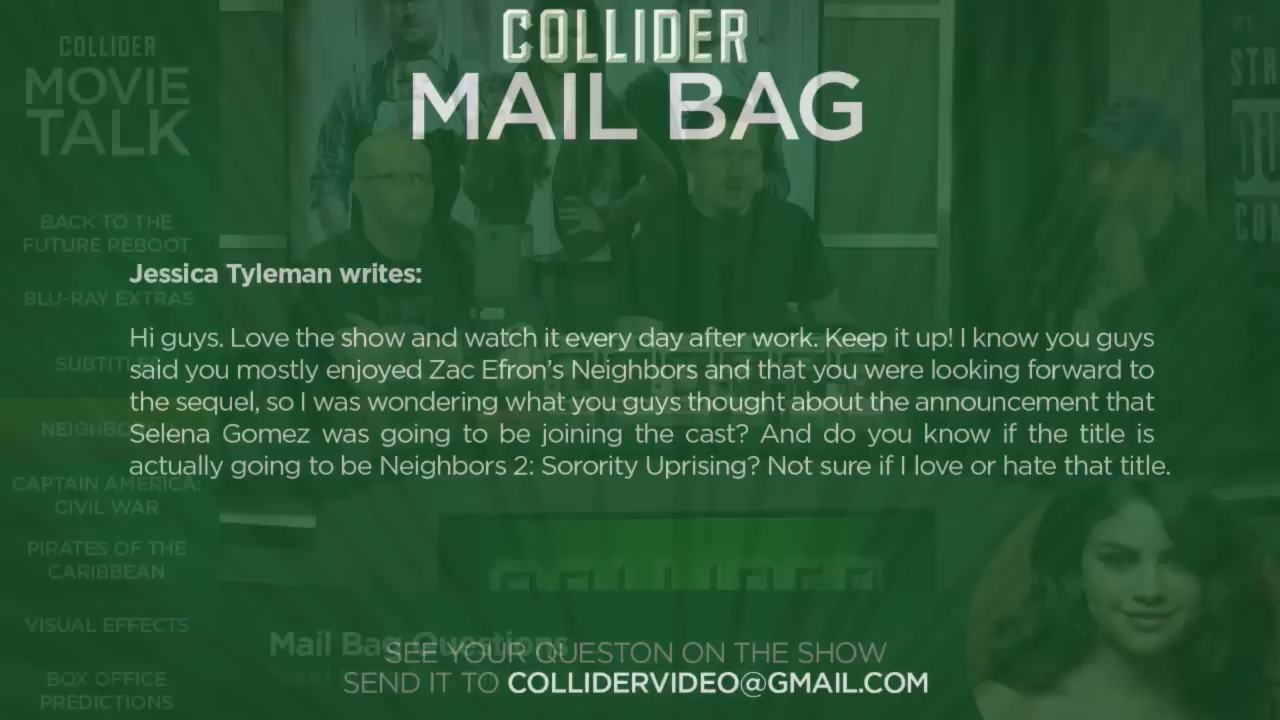 COLLIDER
MAIL BAG
COLLIDER
MOVIE
TALK
BACK TO THE
FUTURE REBOOT
BLU-RAY EXTRAS
SUBTITLES
CAPTAIN AMERICA:
CIVIL WAR
PIRATES OF THE
CARIBBEAN
VISUAL EFFECTS
BOX OFFICE
PREDICTIONS
Jessica Tyleman writes:
Hi guys. Love the show and watch it every day after work. Keep it up! I know you guys
said you mostly enjoyed Zac Efron's Neighbors and that you were looking forward to
the sequel, so I was wondering what you guys thought about the announcement that
Selena Gomez was going to be joining the cast? And do you know if the title is
actually going to be Neighbors 2: Sorority Uprising? Not sure if I love or hate that title.
COLLIDER
Mail Bag Questions
SEE YOUR QUESTON ON THE SHOW
SEND IT TO COLLIDERVIDEO@GMAIL.COM